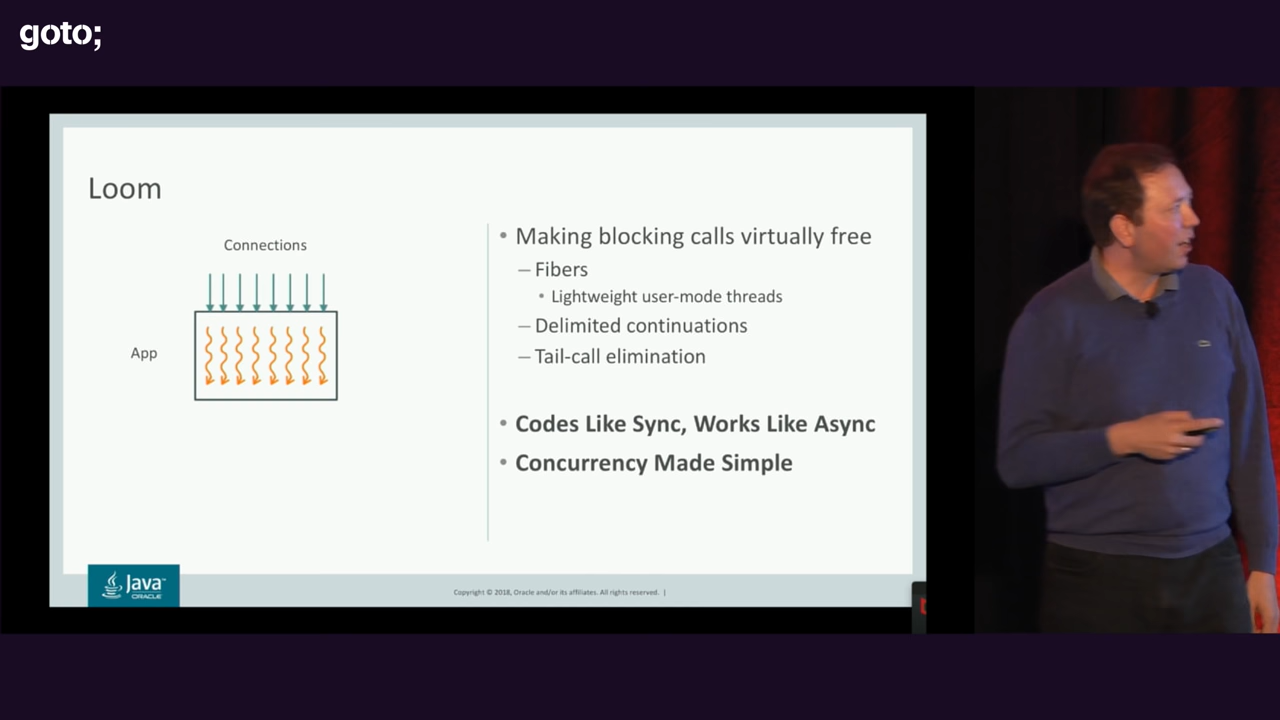 goto;
Loom
Connections
App
• Making blocking calls virtually free
– Fibers
• Lightweight user-mode threads
– Delimited continuations
– Tail-call elimination
• Codes Like Sync, Works Like Async
• Concurrency Made Simple
Java™
ORACLE
Copyright © 2018, Oracle and/or its affiliates. All rights reserved. |